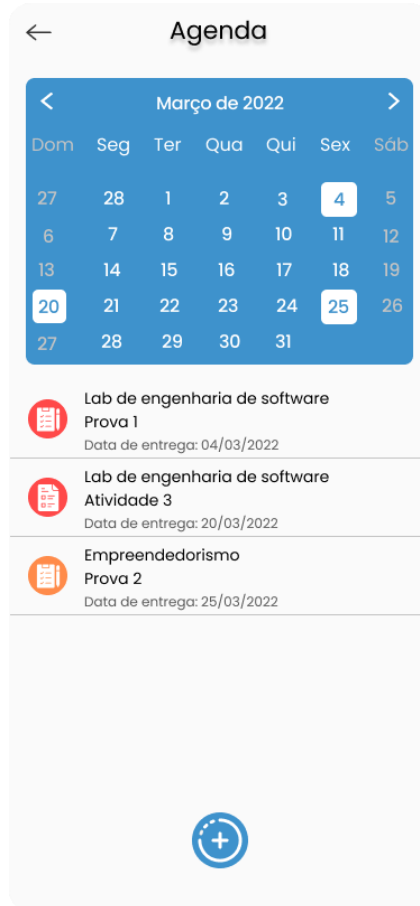 Agenda
Março de 2022
Dom Seg Ter Qua Qui Sex Sáb
27 28 1 2 3 4 5
6 7 8 9 10 11 12
13 14 15 16 17 18 19
20 21 22 23 24 25 26
27 28 29 30 31
Lab de engenharia de software
Prova 1
Data de entrega: 04/03/2022
Lab de engenharia de software
Atividade 3
Data de entrega: 20/03/2022
Empreendedorismo
Prova 2
Data de entrega: 25/03/2022